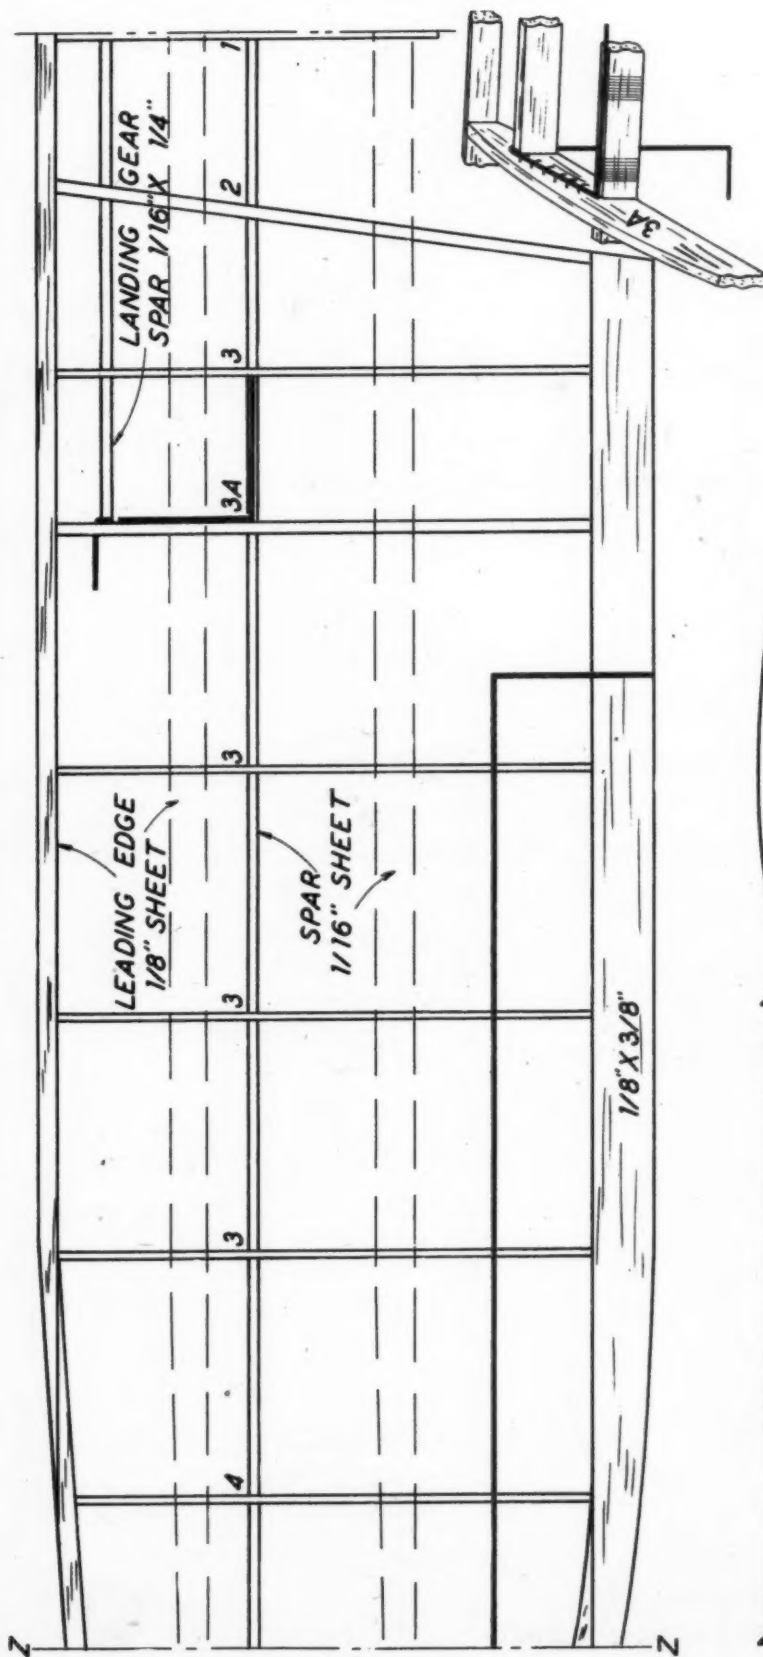 LANDING GEAR
SPAR 1/16" X 1/4"
LEADING EDGE
1/8" SHEET
SPAR
1/16" SHEET
1/8" X 3/8"
Z
4
3
3
3
3A
3
2
1
Z
3A